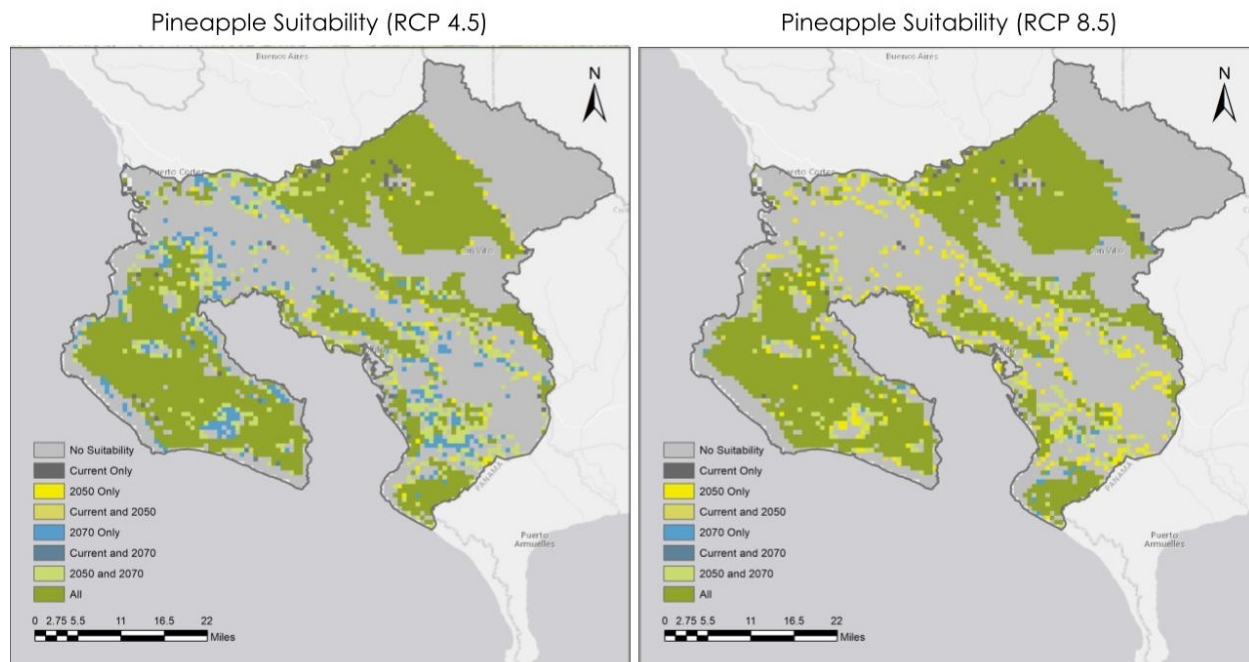 Pineapple Suitability (RCP 4.5)
Buenos Aires
N
Puerto Cortes
PANAMA
Puerto
Armuelles
No Suitability
Current Only
2050 Only
Current and 2050
2070 Only
Current and 2070
2050 and 2070
All
0 2.75 5.5 11 16.5 22
Miles
Pineapple Suitability (RCP 8.5)
Buenos Aires
N
Puerto Cortes
PANAMA
Puerto
Armuelles
No Suitability
Current Only
2050 Only
Current and 2050
2070 Only
Current and 2070
2050 and 2070
All
0 2.75 5.5 11 16.5 22
Miles